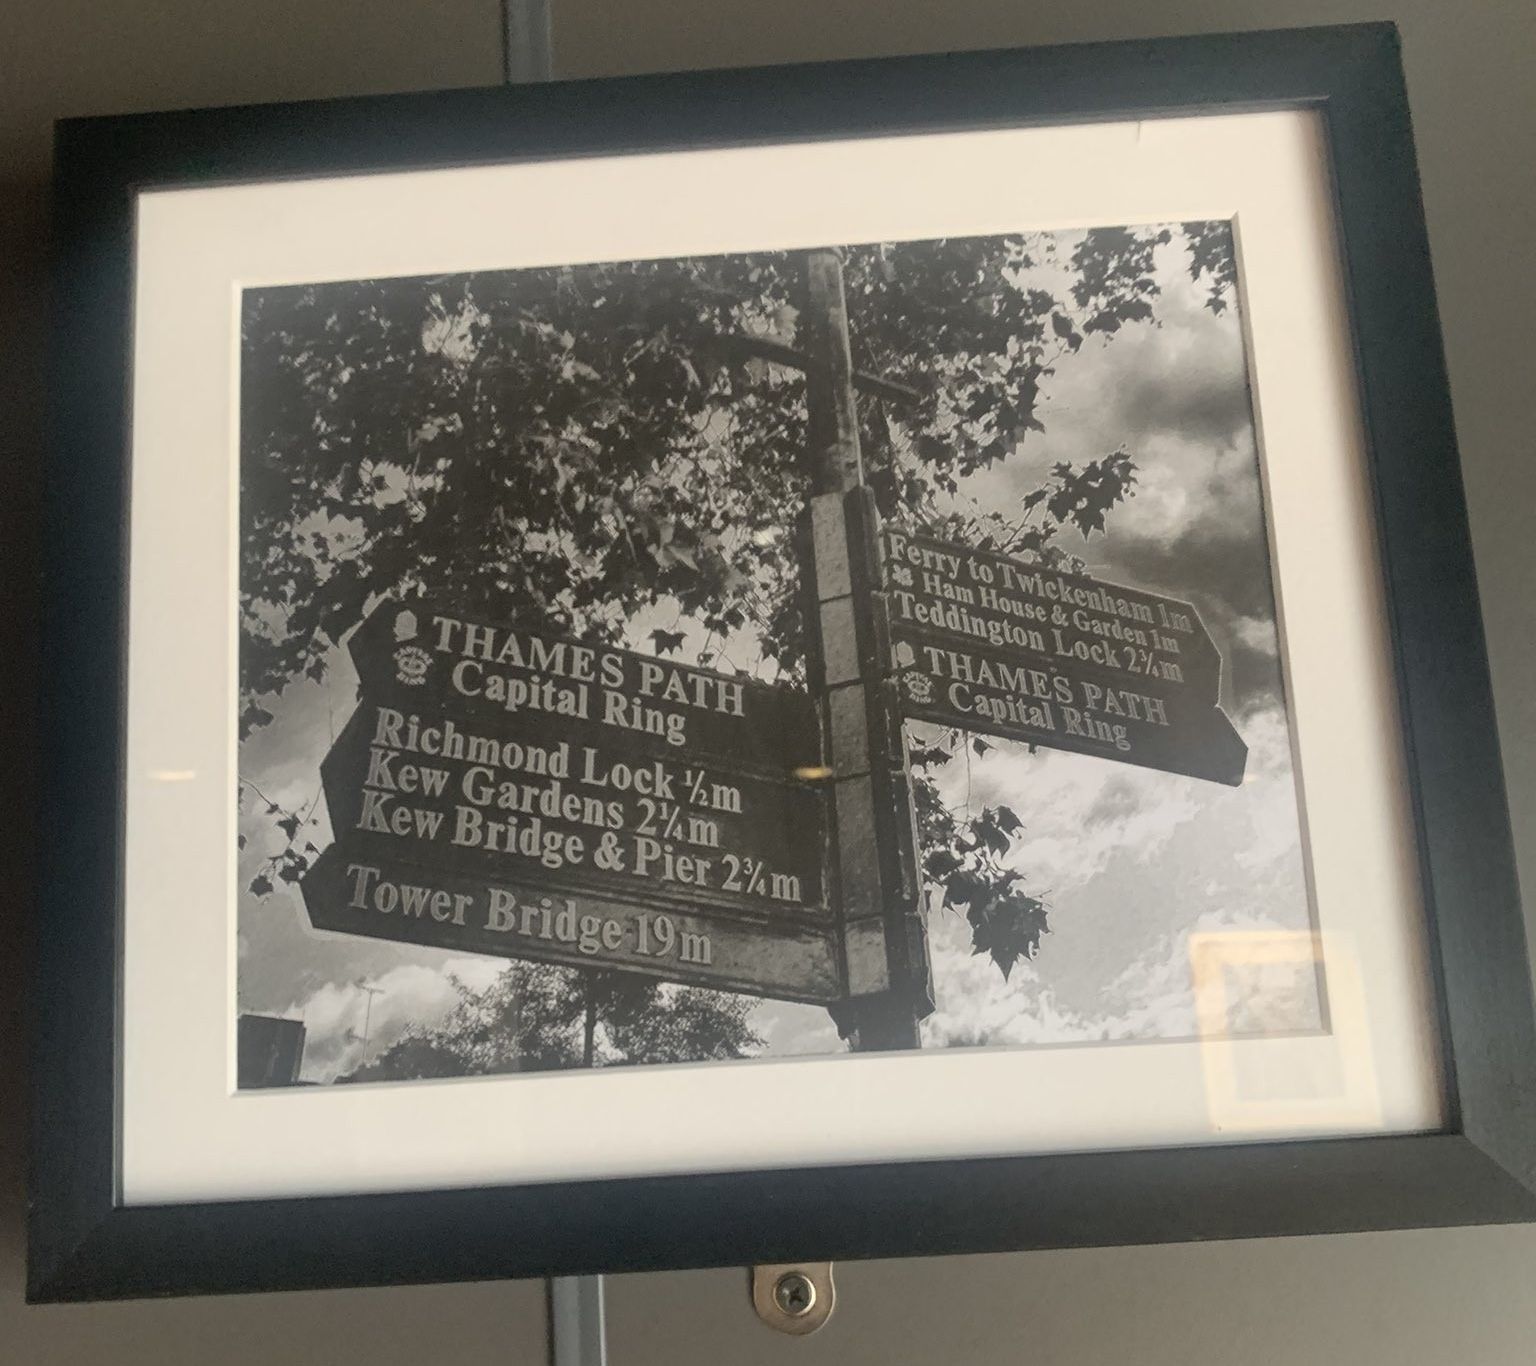 THAMES PATH
Capital Ring
Richmond Lock ½m
Kew Gardens 2¼m
Kew Bridge & Pier 2¾m
Tower Bridge 19m
Ferry to Twickenham 1m
Ham House & Garden 1m
Teddington Lock 2¾m
THAMES PATH
Capital Ring